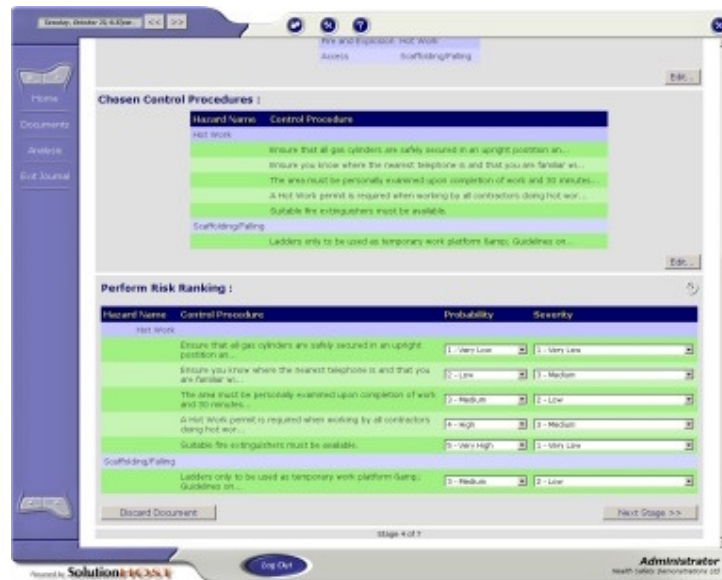 << >>
Fire and Explosion Hot Work
Access Scaffolding/Falling
Edit...
Home
Documents
Analysis
Exit Journal
Chosen Control Procedures :
Hazard Name Control Procedure
Hot Work
Ensure that all gas cylinders are safely secured in an upright postition an...
Ensure you know where the nearest telephone is and that you are familiar wi...
The area must be personally examined upon completion of work and 30 minutes...
A Hot Work permit is required when working by all contractors doing hot wor...
Suitable fire extinguishers must be available.
Scaffolding/Falling
Ladders only to be used as temporary work platform &amp; Guidelines on...
Edit...
Perform Risk Ranking :
Hazard Name Control Procedure Probability Severity
Hot Work
Ensure that all gas cylinders are safely secured in an upright
postition an...
1 - Very Low 1 - Very Low
Ensure you know where the nearest telephone is and that you
are familiar wi...
2 - Low 3 - Medium
The area must be personally examined upon completion of work
and 30 minutes...
3 - Medium 2 - Low
A Hot Work permit is required when working by all contractors
doing hot wor...
4 - High 3 - Medium
Suitable fire extinguishers must be available.
5 - Very High 1 - Very Low
Scaffolding/Falling
Ladders only to be used as temporary work platform &amp;
Guidelines on...
3 - Medium 2 - Low
Discard Document Next Stage >>
Stage 4 of 7
Powered by SolutionHOST
Log Out
Administrator
Health Safety Demonstrations Ltd